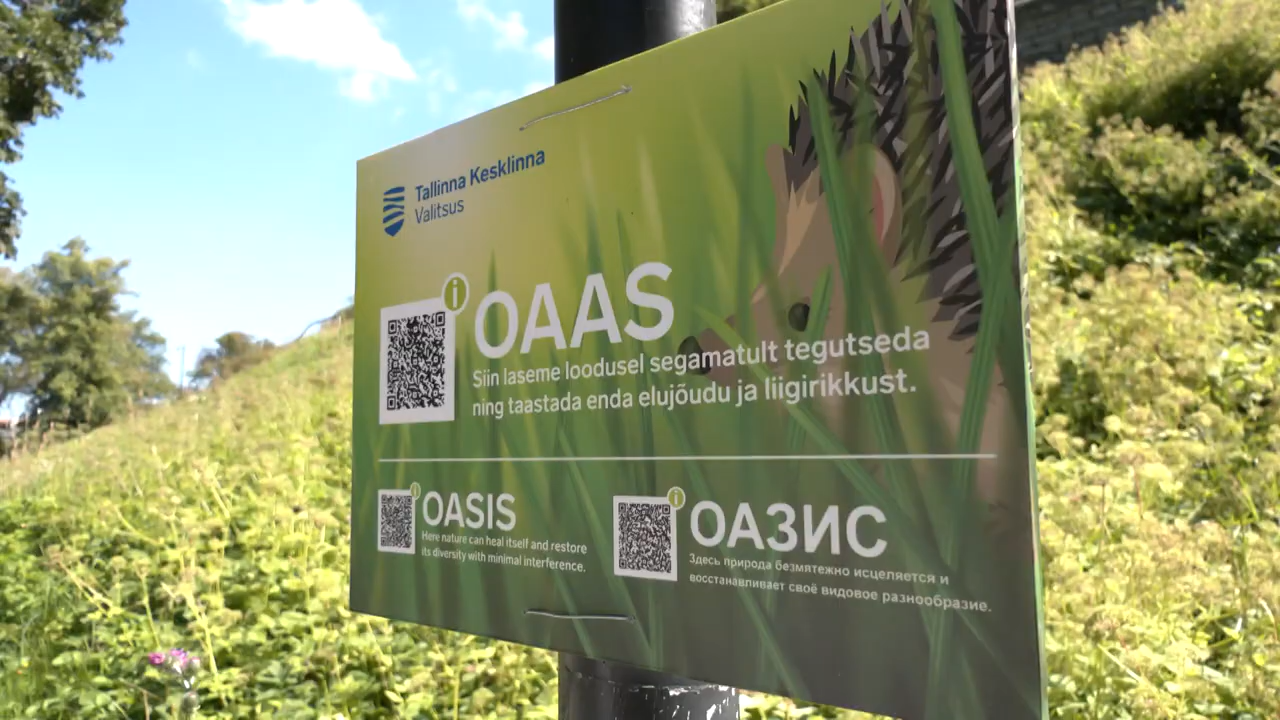 Tallinna Kesklinna
Valitsus
i
OAAS
Siin laseme loodusel segamatult tegutseda
ning taastada enda elujõudu ja liigirikkust.
i
OASIS
Here nature can heal itself and restore
its diversity with minimal interference.
i
ОАЗИС
Здесь природа безмятежно исцеляется и
восстанавливает своё видовое разнообразие.